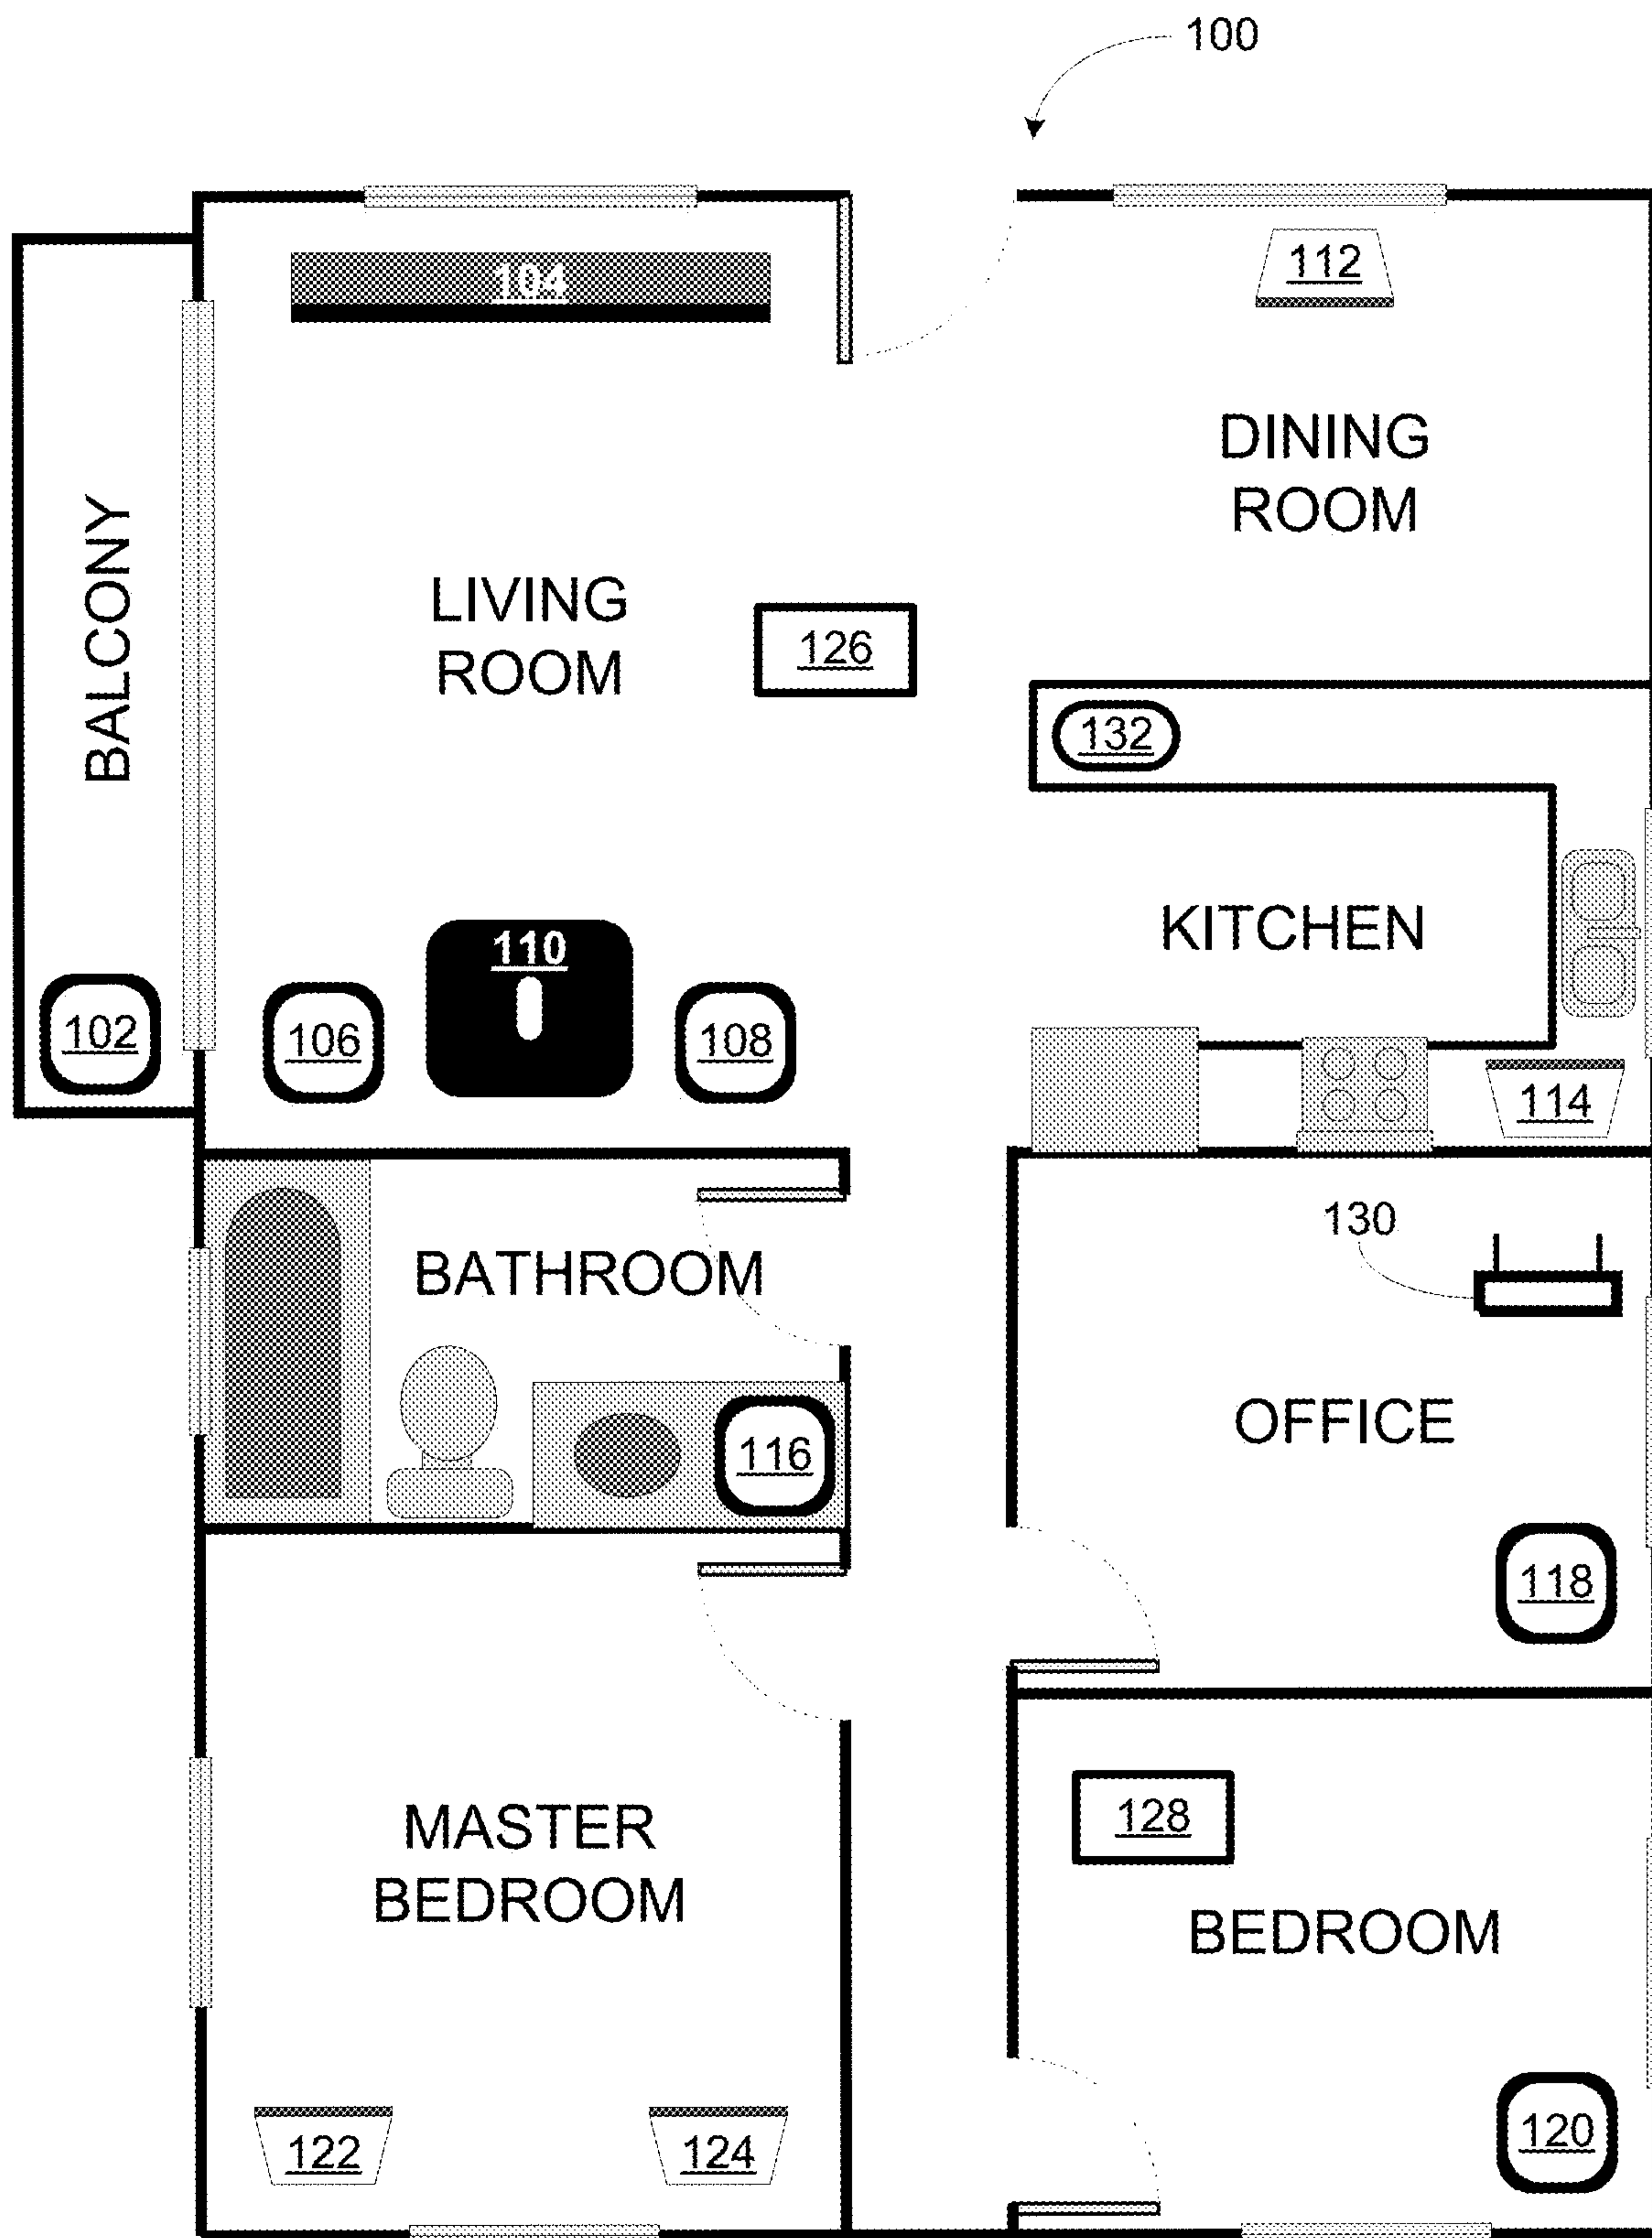 100
104
112
DINING
ROOM
BALCONY
LIVING
ROOM
126
132
KITCHEN
110
102
106
108
114
130
BATHROOM
OFFICE
116
118
MASTER
BEDROOM
128
BEDROOM
122
124
120